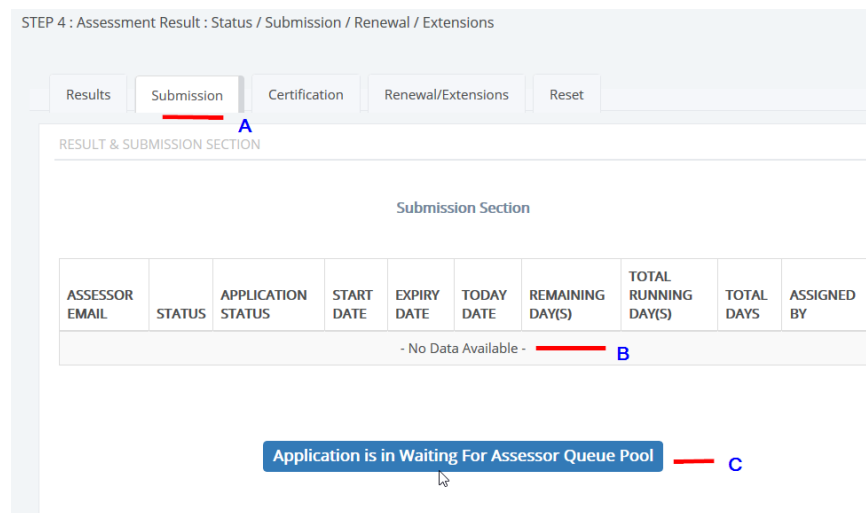 STEP 4 : Assessment Result : Status / Submission / Renewal / Extensions
Results Submission Certification Renewal/Extensions Reset
A
RESULT & SUBMISSION SECTION
Submission Section
ASSESSOR EMAIL STATUS APPLICATION STATUS START DATE EXPIRY DATE TODAY DATE REMAINING DAY(S) TOTAL RUNNING DAY(S) TOTAL DAYS ASSIGNED BY
- No Data Available - B
Application is in Waiting For Assessor Queue Pool C